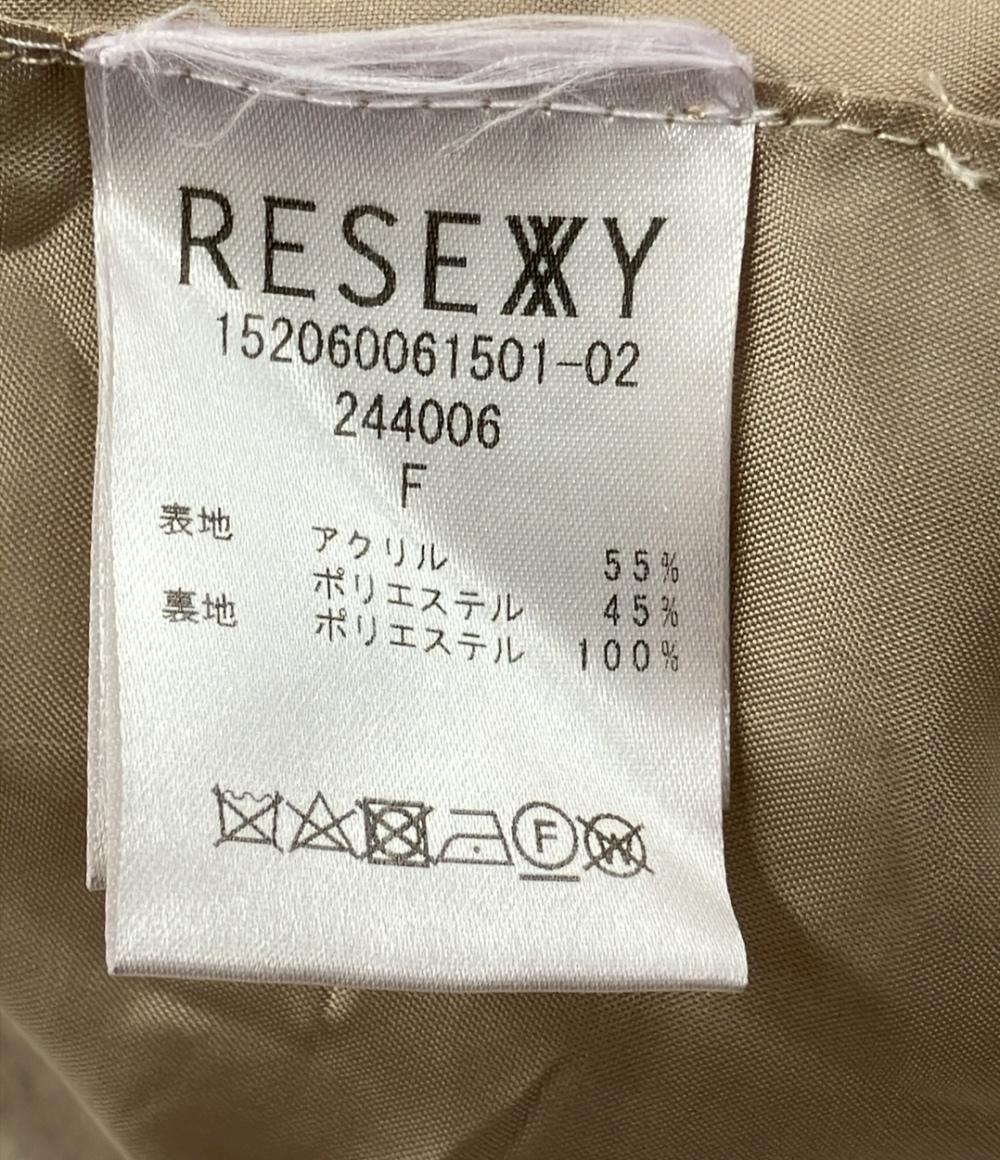 RESEXXY
152060061501-02
244006
F
表地 アクリル 55%
ポリエステル 45%
裏地 ポリエステル 100%
F W